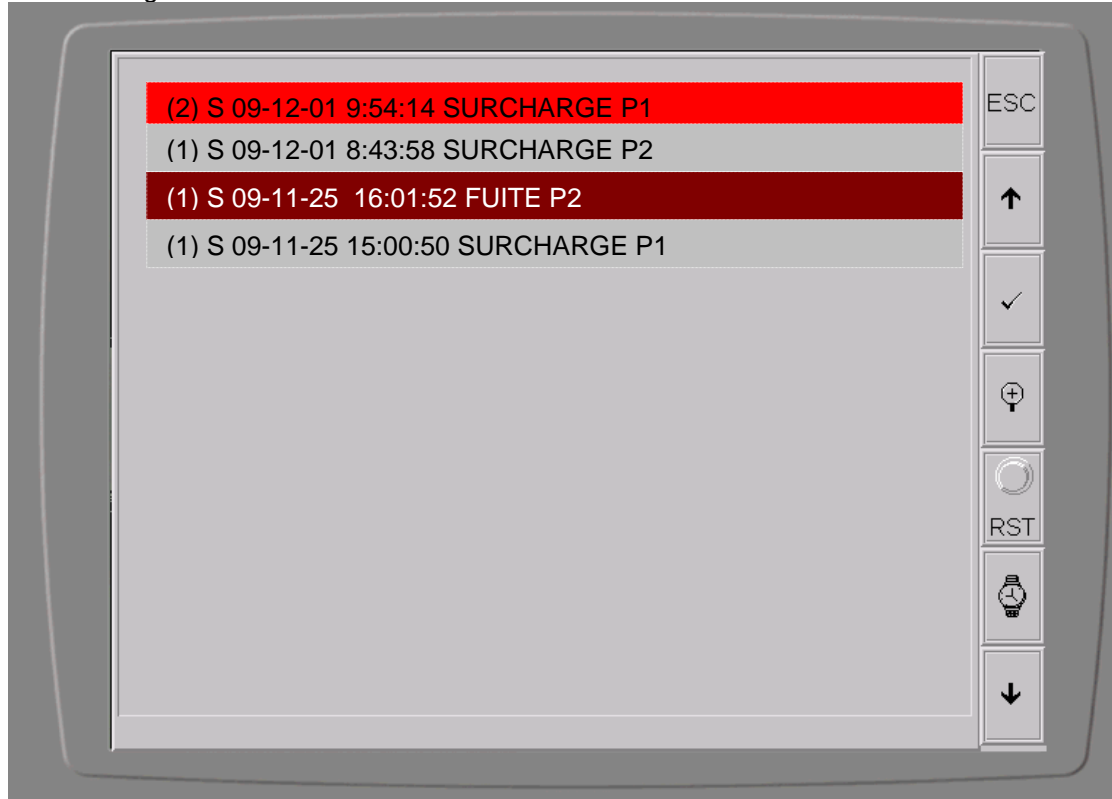 (2) S 09-12-01 9:54:14 SURCHARGE P1
(1) S 09-12-01 8:43:58 SURCHARGE P2
(1) S 09-11-25 16:01:52 FUITE P2
(1) S 09-11-25 15:00:50 SURCHARGE P1
ESC
RST